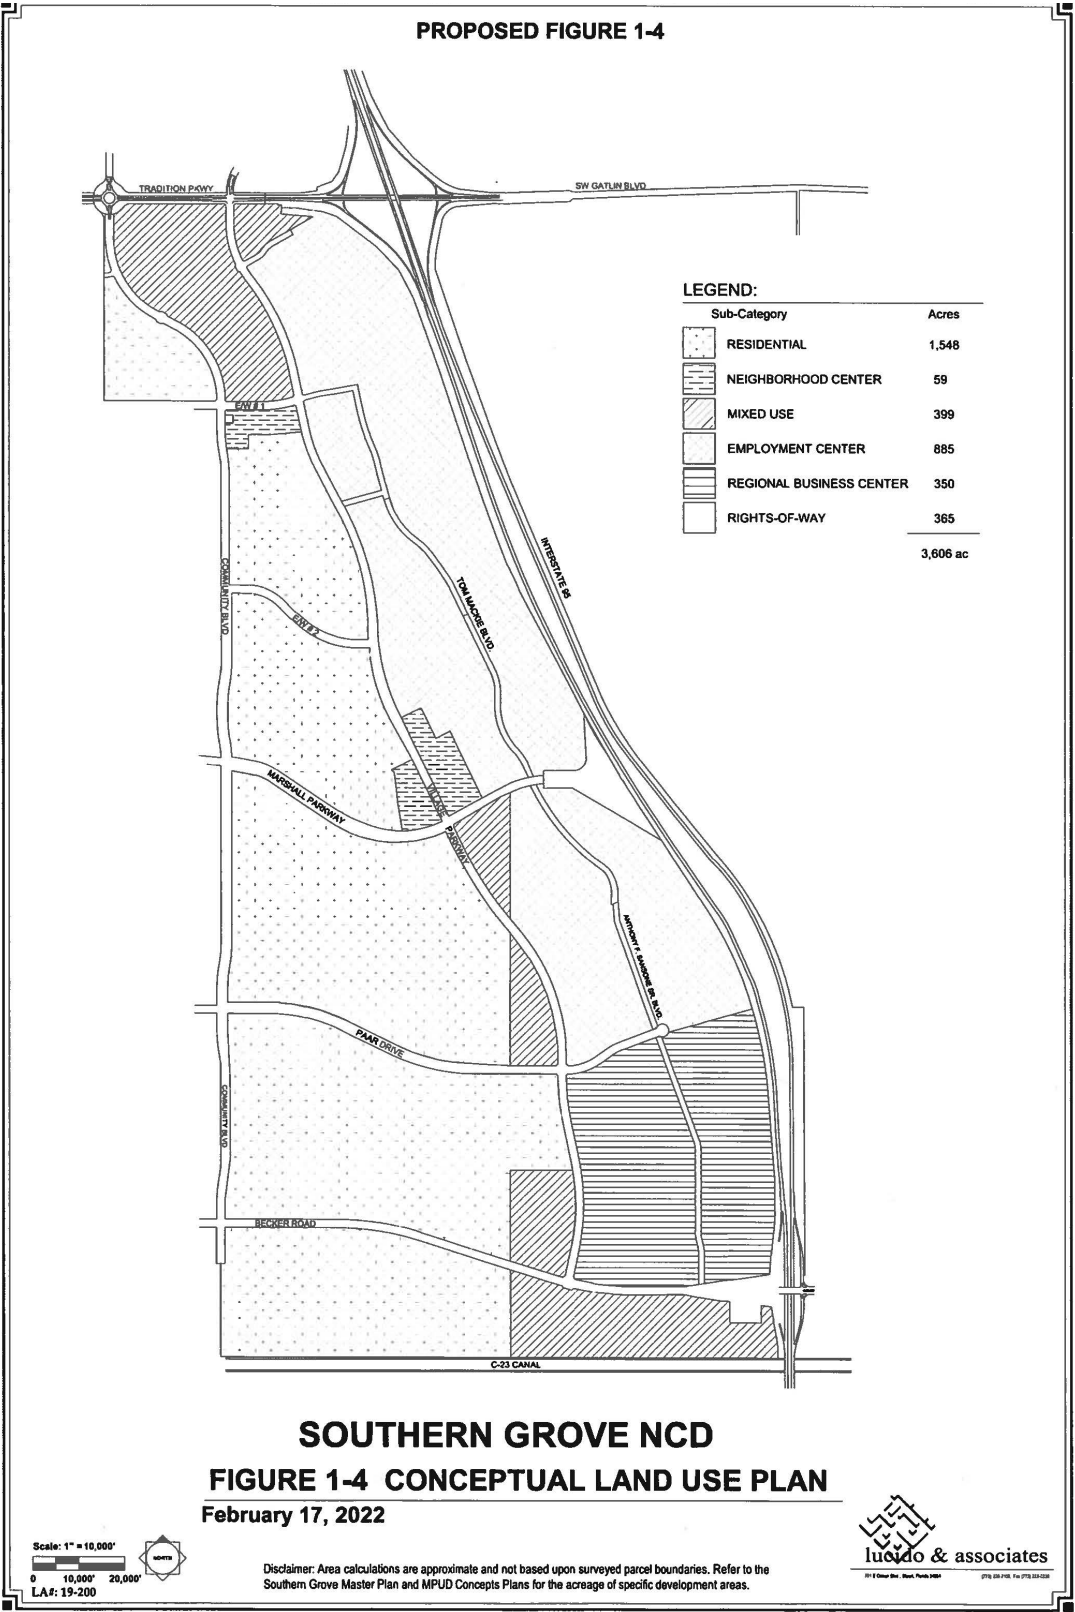 PROPOSED FIGURE 1-4
TRADITION PKWY
SW GATLIN BLVD
LEGEND:
Sub-Category Acres
RESIDENTIAL 1,548
NEIGHBORHOOD CENTER 59
MIXED USE 399
EMPLOYMENT CENTER 885
REGIONAL BUSINESS CENTER 350
RIGHTS-OF-WAY 365
3,606 ac
E/W # 1
INTERSTATE 95
COMMUNITY BLVD
TOM MACKIE BLVD.
E/W # 2
MARSHALL PARKWAY
VILLAGE
PARKWAY
ANTHONY F. SANSONE SR. BLVD.
PAAR DRIVE
COMMUNITY BLVD
BECKER ROAD
C-23 CANAL
SOUTHERN GROVE NCD
FIGURE 1-4 CONCEPTUAL LAND USE PLAN
February 17, 2022
Scale: 1" = 10,000'
0 10,000' 20,000'
LA#: 19-200
NORTH
Disclaimer: Area calculations are approximate and not based upon surveyed parcel boundaries. Refer to the
Southern Grove Master Plan and MPUD Concepts Plans for the acreage of specific development areas.
lucido & associates